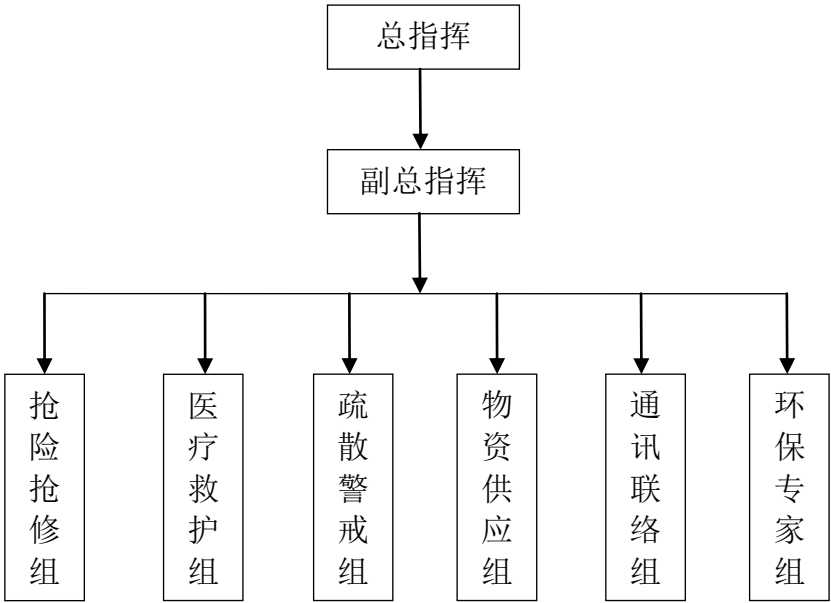 总指挥
副总指挥
抢险抢修组
医疗救护组
疏散警戒组
物资供应组
通讯联络组
环保专家组